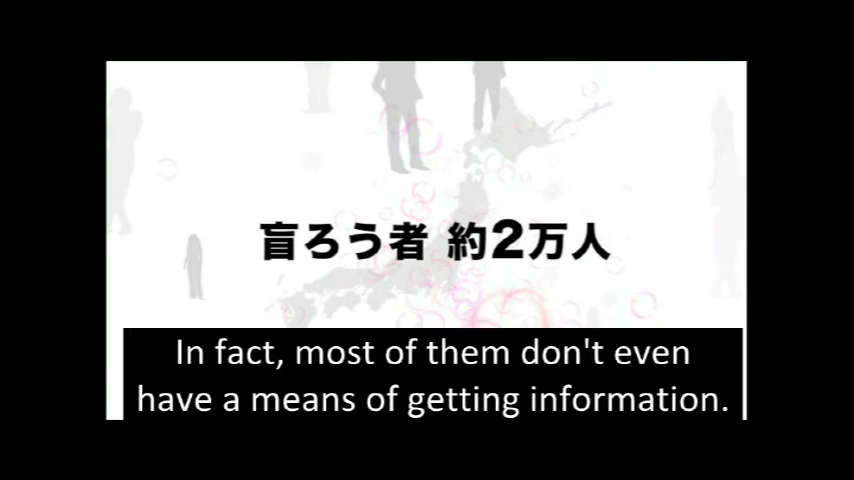 盲ろう者 約2万人
In fact, most of them don't even
have a means of getting information.